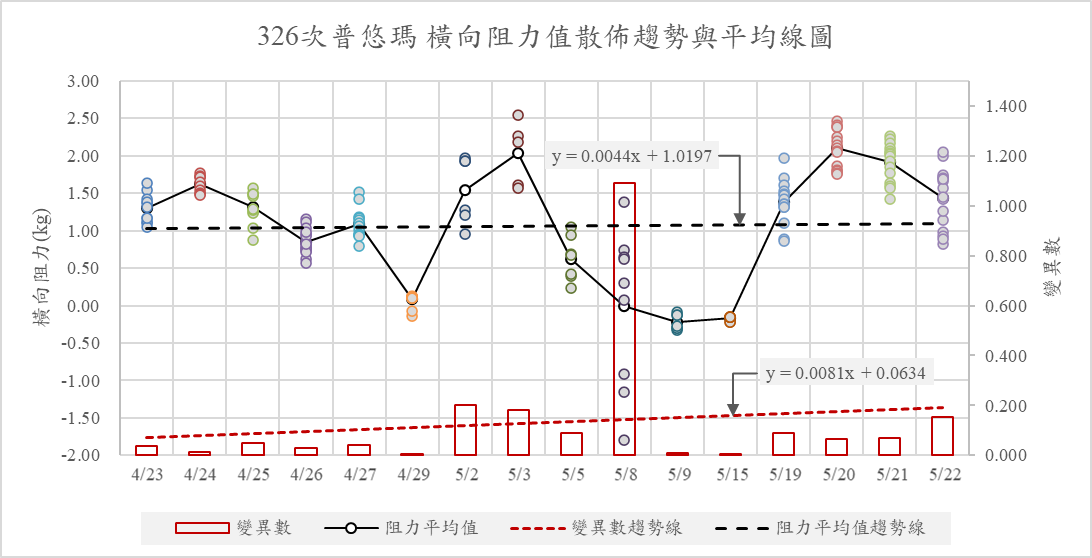 326次普悠瑪 橫向阻力值散佈趨勢與平均線圖
橫向阻力(kg)
3.00
2.50
2.00
1.50
1.00
0.50
0.00
-0.50
-1.00
-1.50
-2.00
y = 0.0044x + 1.0197
y = 0.0081x + 0.0634
1.400
1.200
1.000
0.800
0.600
0.400
0.200
0.000
變異數
4/23 4/24 4/25 4/26 4/27 4/29 5/2 5/3 5/5 5/8 5/9 5/15 5/19 5/20 5/21 5/22
變異數 阻力平均值 變異數趨勢線 阻力平均值趨勢線